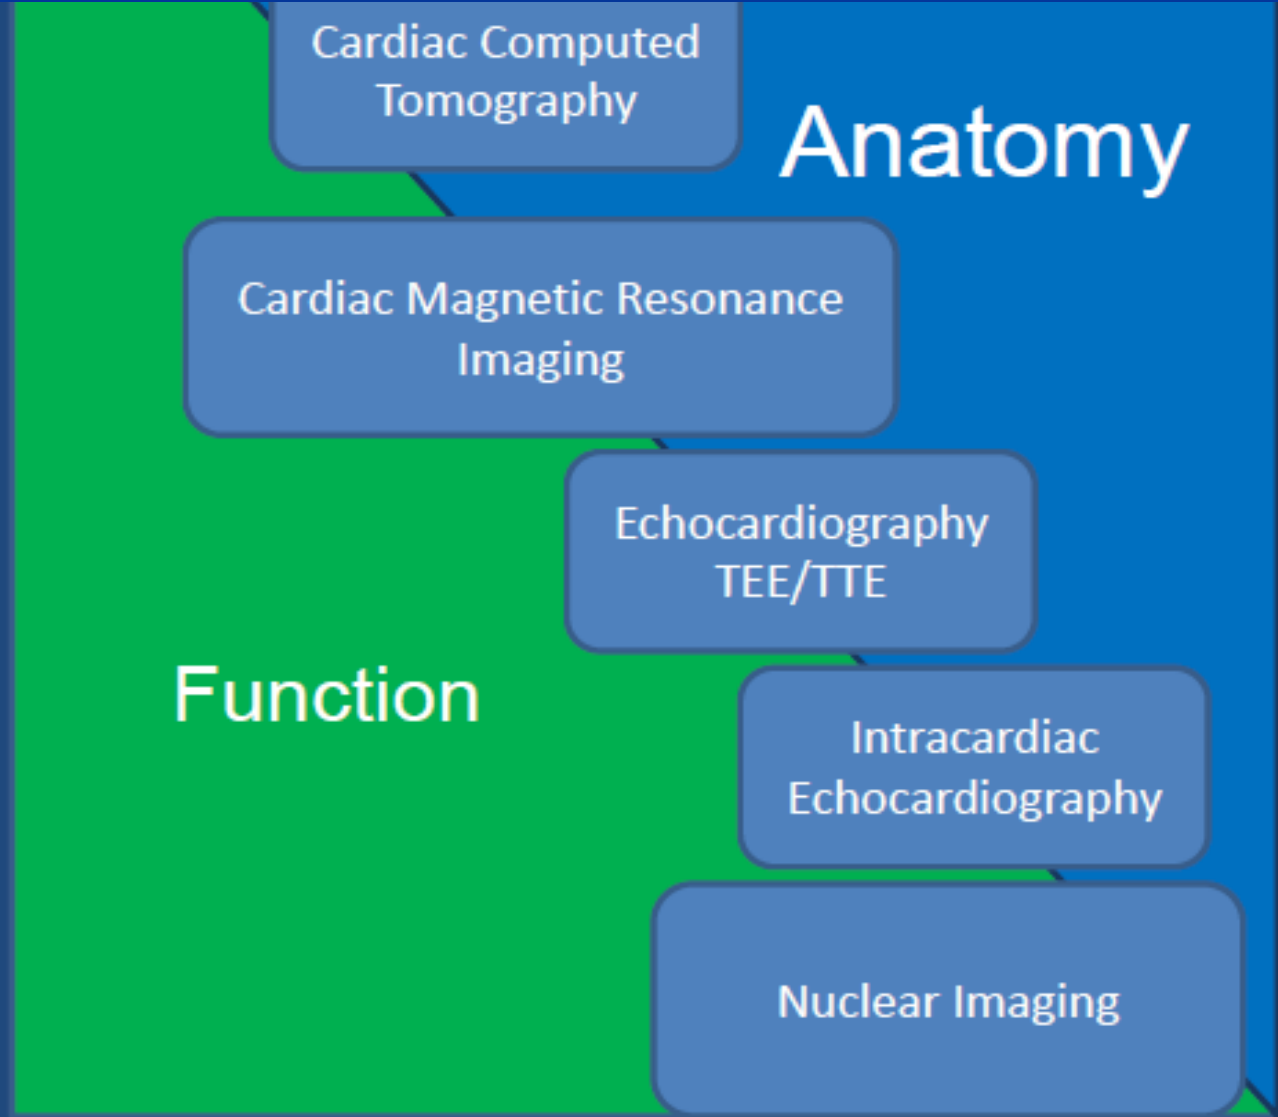 Cardiac Computed
Tomography
Anatomy
Cardiac Magnetic Resonance
Imaging
Echocardiography
TEE/TTE
Function
Intracardiac
Echocardiography
Nuclear Imaging